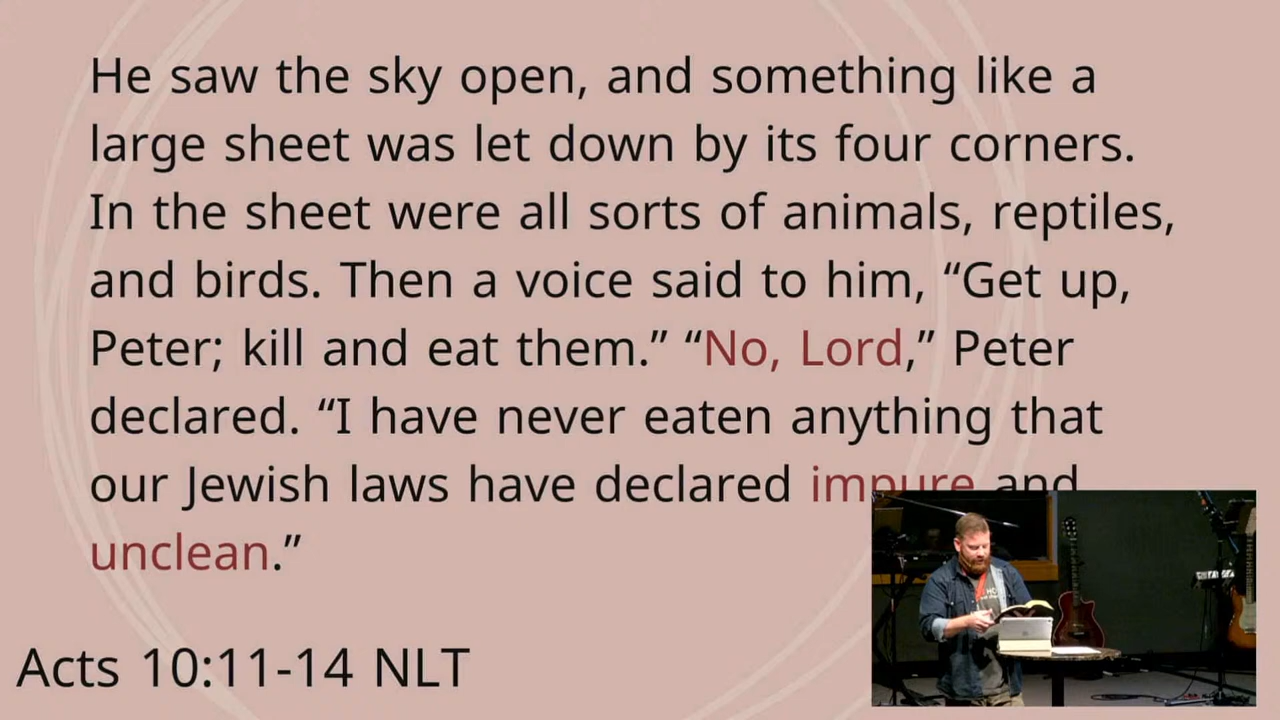 He saw the sky open, and something like a
large sheet was let down by its four corners.
In the sheet were all sorts of animals, reptiles,
and birds. Then a voice said to him, “Get up,
Peter; kill and eat them.” “No, Lord,” Peter
declared. “I have never eaten anything that
our Jewish laws have declared impure and
unclean.”
Acts 10:11-14 NLT